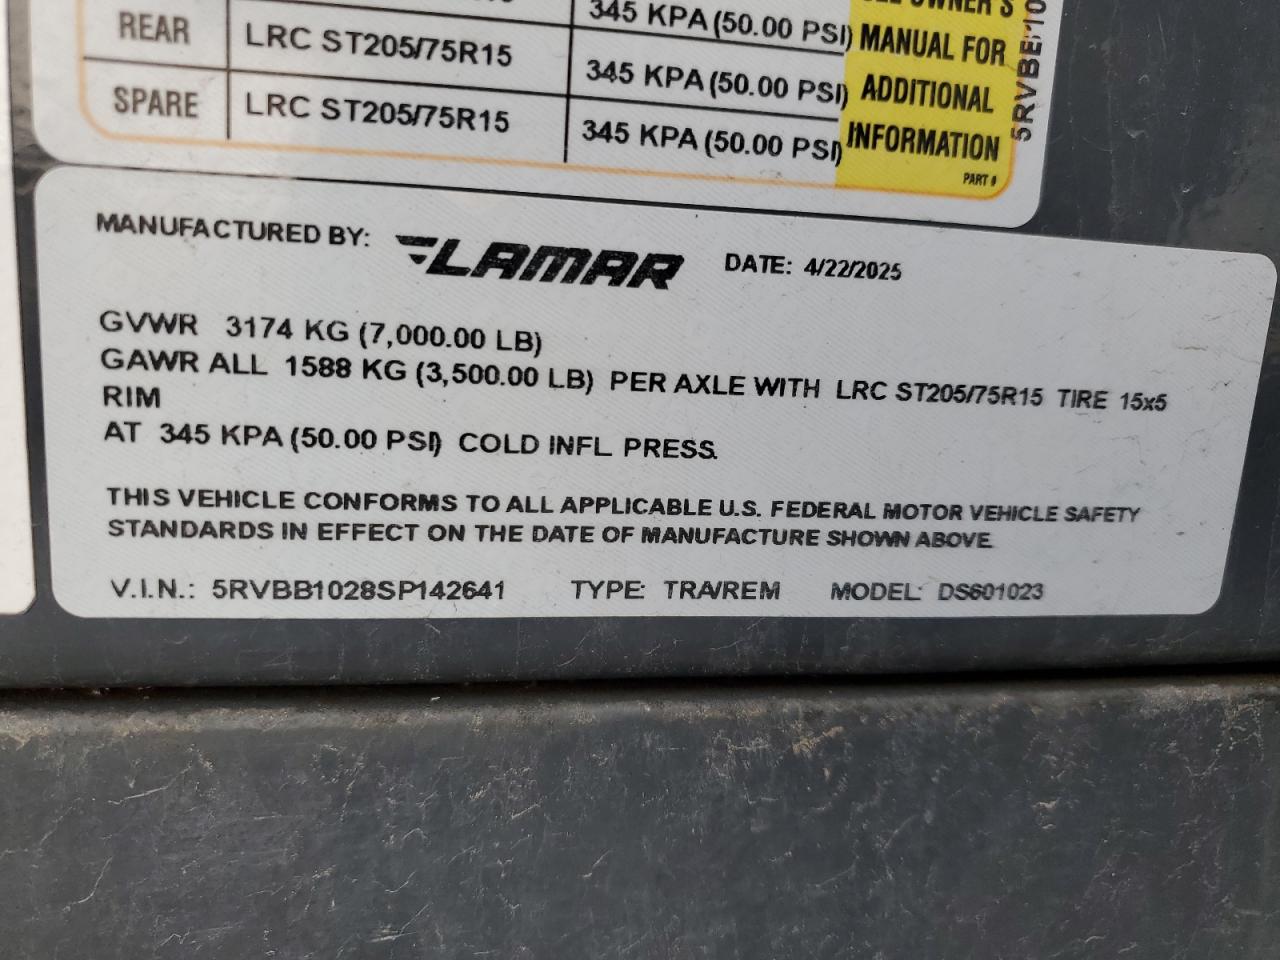 345 KPA (50.00 PSI)
OWNER'S
REAR LRC ST205/75R15 345 KPA (50.00 PSI) MANUAL FOR
ADDITIONAL
SPARE LRC ST205/75R15 345 KPA (50.00 PSI) INFORMATION
PART #
MANUFACTURED BY: LAMAR DATE: 4/22/2025
GVWR 3174 KG (7,000.00 LB)
GAWR ALL 1588 KG (3,500.00 LB) PER AXLE WITH LRC ST205/75R15 TIRE 15x5
RIM
AT 345 KPA (50.00 PSI) COLD INFL PRESS.
THIS VEHICLE CONFORMS TO ALL APPLICABLE U.S. FEDERAL MOTOR VEHICLE SAFETY
STANDARDS IN EFFECT ON THE DATE OF MANUFACTURE SHOWN ABOVE.
V.I.N.: 5RVBB1028SP142641 TYPE: TRA/REM MODEL: DS601023